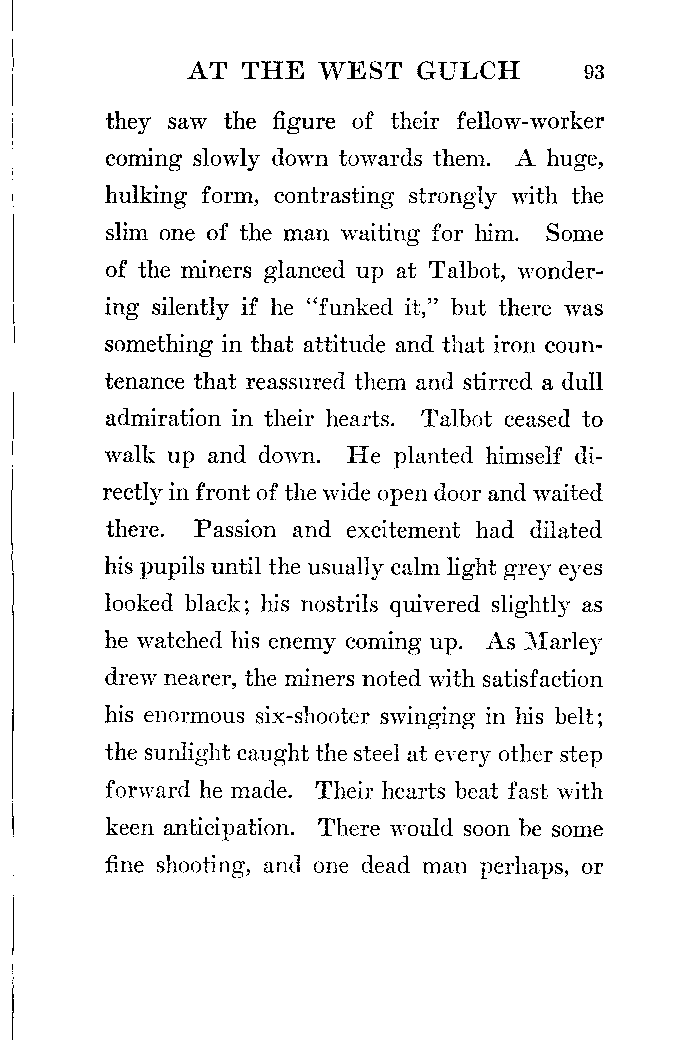 AT THE WEST GULCH 93
they saw the figure of their fellow-worker
coming slowly down towards them. A huge,
hulking form, contrasting strongly with the
slim one of the man waiting for him. Some
of the miners glanced up at Talbot, wonder-
ing silently if he “funked it,” but there was
something in that attitude and that iron coun-
tenance that reassured them and stirred a dull
admiration in their hearts. Talbot ceased to
walk up and down. He planted himself di-
rectly in front of the wide open door and waited
there. Passion and excitement had dilated
his pupils until the usually calm light grey eyes
looked black; his nostrils quivered slightly as
he watched his enemy coming up. As Marley
drew nearer, the miners noted with satisfaction
his enormous six-shooter swinging in his belt;
the sunlight caught the steel at every other step
forward he made. Their hearts beat fast with
keen anticipation. There would soon be some
fine shooting, and one dead man perhaps, or